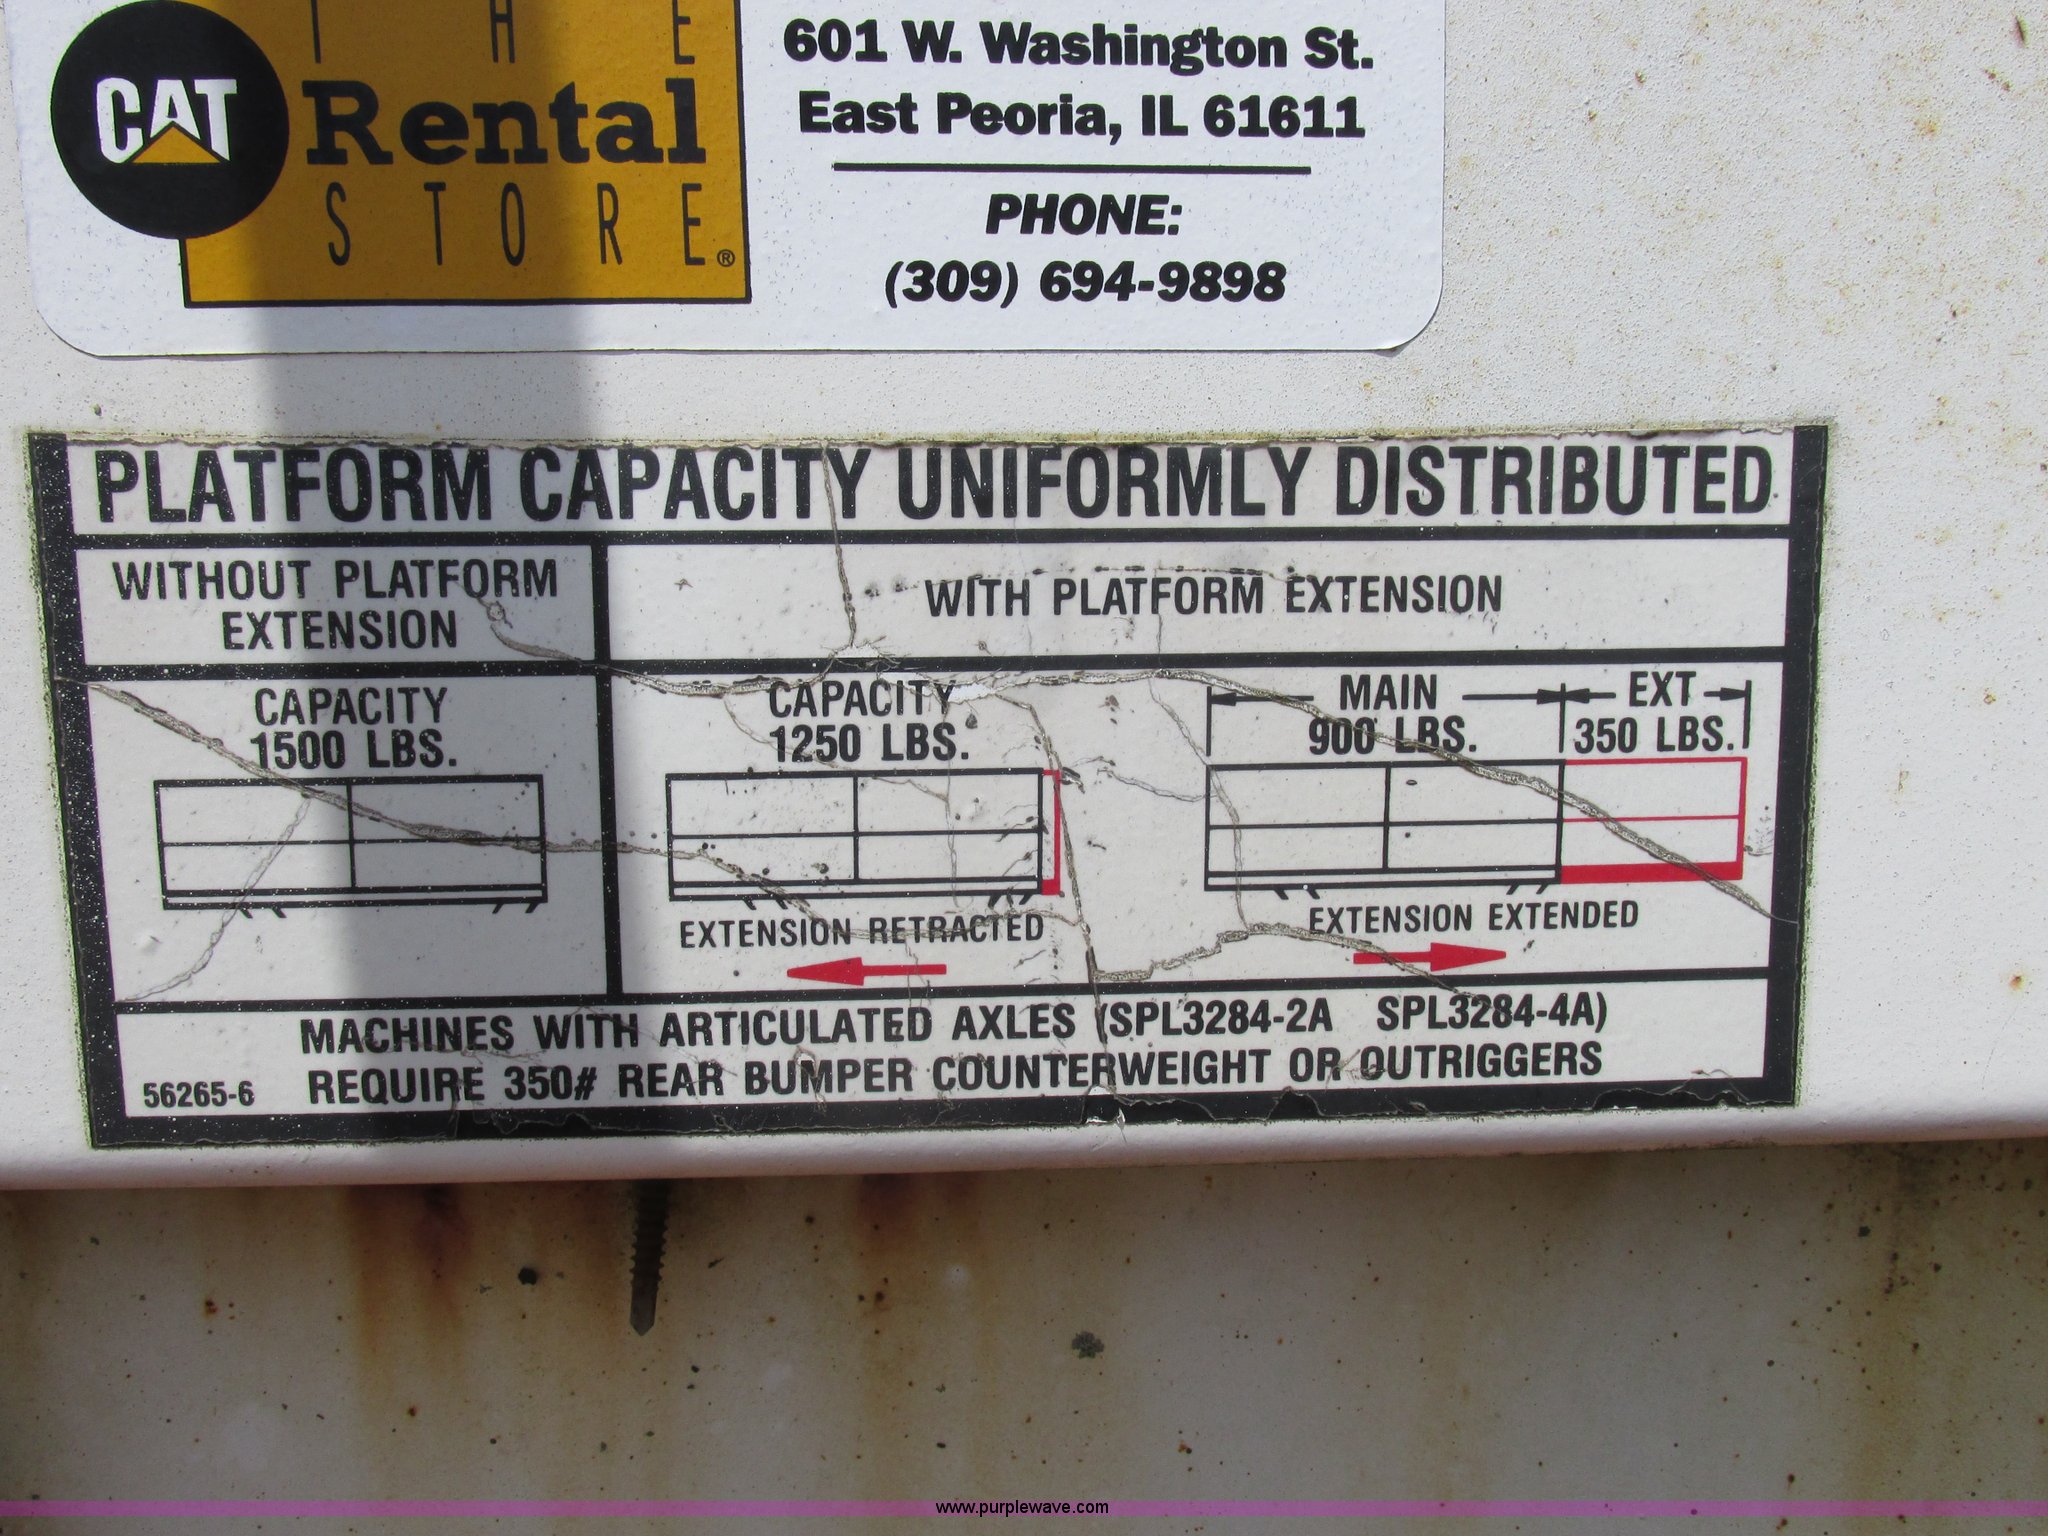 THE
CAT
Rental
STORE®
601 W. Washington St.
East Peoria, IL 61611
PHONE:
(309) 694-9898
PLATFORM CAPACITY UNIFORMLY DISTRIBUTED
WITHOUT PLATFORM
EXTENSION
WITH PLATFORM EXTENSION
CAPACITY
1500 LBS.
CAPACITY
1250 LBS.
EXTENSION RETRACTED
MAIN
900 LBS.
EXT
350 LBS.
EXTENSION EXTENDED
MACHINES WITH ARTICULATED AXLES (SPL3284-2A SPL3284-4A)
REQUIRE 350# REAR BUMPER COUNTERWEIGHT OR OUTRIGGERS
56265-6
www.purplewave.com